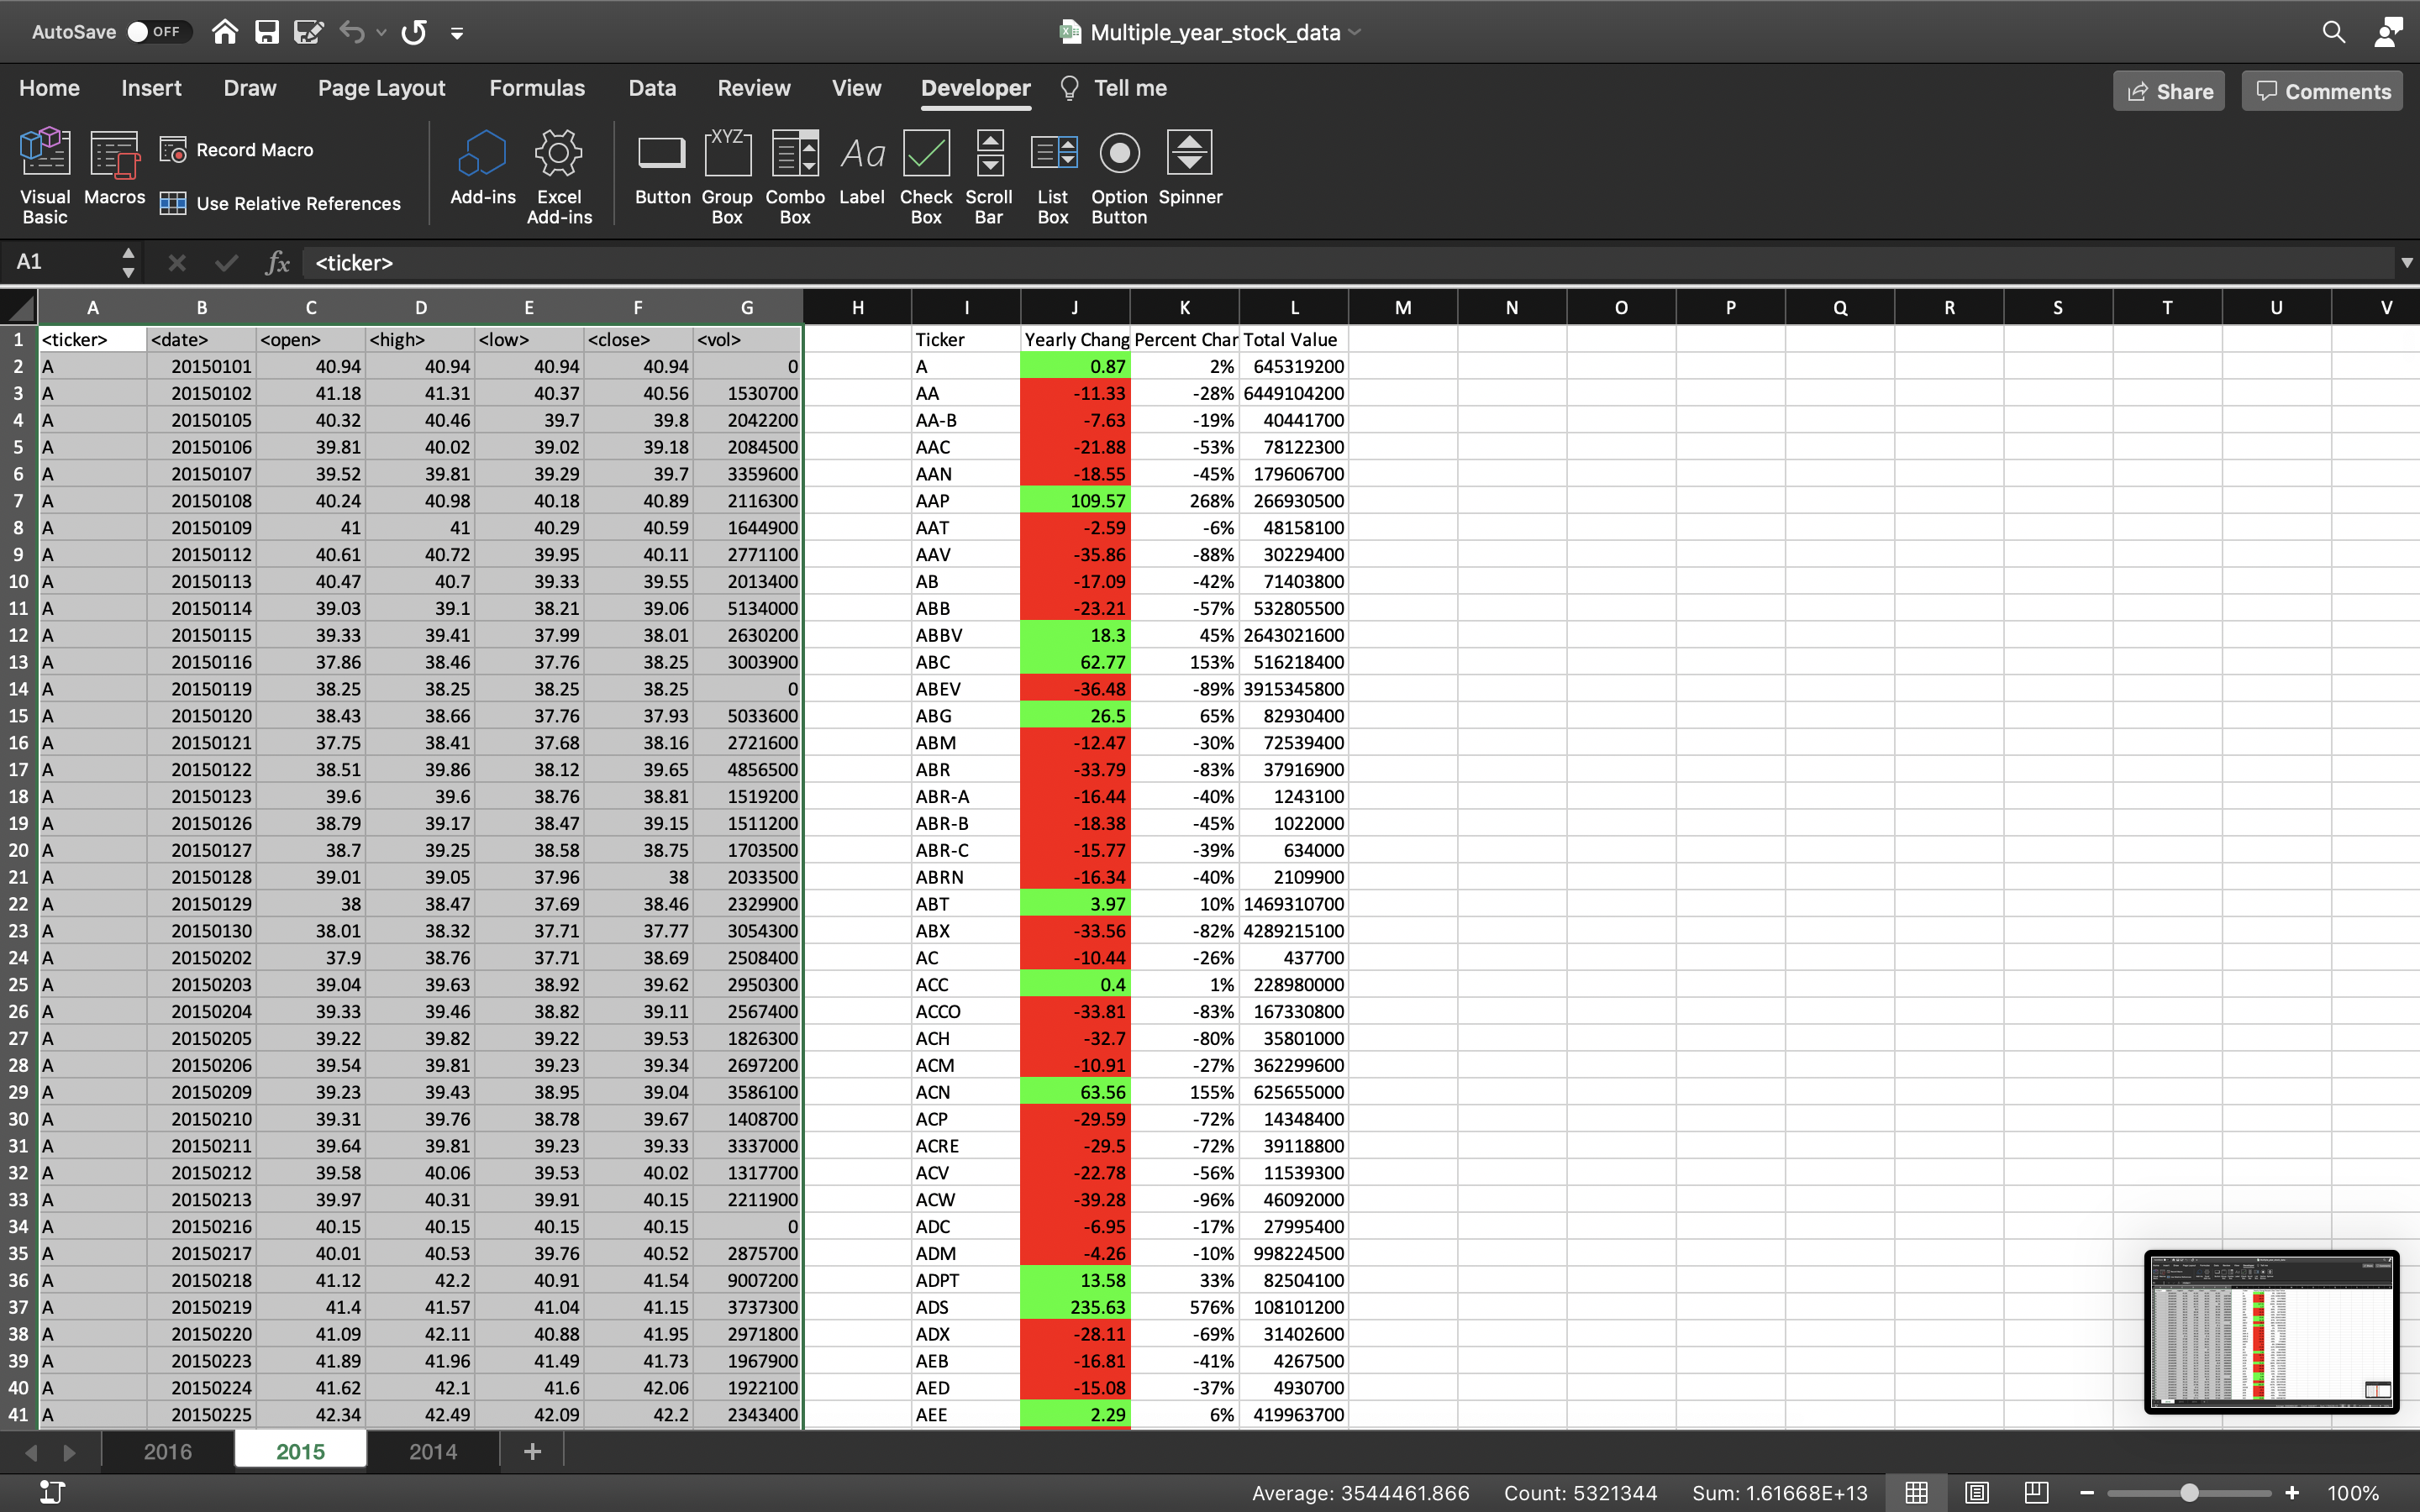 AutoSave OFF Multiple_year_stock_data
Home Insert Draw Page Layout Formulas Data Review View Developer Tell me Share Comments
Visual Basic Macros Record Macro Use Relative References Add-ins Excel Add-ins Button Group Box XYZ Combo Box Aa Label Check Box Scroll Bar List Box Option Button Spinner
A1 fx <ticker>
A B C D E F G H I J K L M N O P Q R S T U V
1 <ticker> <date> <open> <high> <low> <close> <vol> Ticker Yearly Chang Percent Char Total Value
2 A 20150101 40.94 40.94 40.94 40.94 0 A 0.87 2% 645319200
3 A 20150102 41.18 41.31 40.37 40.56 1530700 AA -11.33 -28% 6449104200
4 A 20150105 40.32 40.46 39.7 39.8 2042200 AA-B -7.63 -19% 40441700
5 A 20150106 39.81 40.02 39.02 39.18 2084500 AAC -21.88 -53% 78122300
6 A 20150107 39.52 39.81 39.29 39.7 3359600 AAN -18.55 -45% 179606700
7 A 20150108 40.24 40.98 40.18 40.89 2116300 AAP 109.57 268% 266930500
8 A 20150109 41 41 40.29 40.59 1644900 AAT -2.59 -6% 48158100
9 A 20150112 40.61 40.72 39.95 40.11 2771100 AAV -35.86 -88% 30229400
10 A 20150113 40.47 40.7 39.33 39.55 2013400 AB -17.09 -42% 71403800
11 A 20150114 39.03 39.1 38.21 39.06 5134000 ABB -23.21 -57% 532805500
12 A 20150115 39.33 39.41 37.99 38.01 2630200 ABBV 18.3 45% 2643021600
13 A 20150116 37.86 38.46 37.76 38.25 3003900 ABC 62.77 153% 516218400
14 A 20150119 38.25 38.25 38.25 38.25 0 ABEV -36.48 -89% 3915345800
15 A 20150120 38.43 38.66 37.76 37.93 5033600 ABG 26.5 65% 82930400
16 A 20150121 37.75 38.41 37.68 38.16 2721600 ABM -12.47 -30% 72539400
17 A 20150122 38.51 39.86 38.12 39.65 4856500 ABR -33.79 -83% 37916900
18 A 20150123 39.6 39.6 38.76 38.81 1519200 ABR-A -16.44 -40% 1243100
19 A 20150126 38.79 39.17 38.47 39.15 1511200 ABR-B -18.38 -45% 1022000
20 A 20150127 38.7 39.25 38.58 38.75 1703500 ABR-C -15.77 -39% 634000
21 A 20150128 39.01 39.05 37.96 38 2033500 ABRN -16.34 -40% 2109900
22 A 20150129 38 38.47 37.69 38.46 2329900 ABT 3.97 10% 1469310700
23 A 20150130 38.01 38.32 37.71 37.77 3054300 ABX -33.56 -82% 4289215100
24 A 20150202 37.9 38.76 37.71 38.69 2508400 AC -10.44 -26% 437700
25 A 20150203 39.04 39.63 38.92 39.62 2950300 ACC 0.4 1% 228980000
26 A 20150204 39.33 39.46 38.82 39.11 2567400 ACCO -33.81 -83% 167330800
27 A 20150205 39.22 39.82 39.22 39.53 1826300 ACH -32.7 -80% 35801000
28 A 20150206 39.54 39.81 39.23 39.34 2697200 ACM -10.91 -27% 362299600
29 A 20150209 39.23 39.43 38.95 39.04 3586100 ACN 63.56 155% 625655000
30 A 20150210 39.31 39.76 38.78 39.67 1408700 ACP -29.59 -72% 14348400
31 A 20150211 39.64 39.81 39.23 39.33 3337000 ACRE -29.5 -72% 39118800
32 A 20150212 39.58 40.06 39.53 40.02 1317700 ACV -22.78 -56% 11539300
33 A 20150213 39.97 40.31 39.91 40.15 2211900 ACW -39.28 -96% 46092000
34 A 20150216 40.15 40.15 40.15 40.15 0 ADC -6.95 -17% 27995400
35 A 20150217 40.01 40.53 39.76 40.52 2875700 ADM -4.26 -10% 998224500
36 A 20150218 41.12 42.2 40.91 41.54 9007200 ADPT 13.58 33% 82504100
37 A 20150219 41.4 41.57 41.04 41.15 3737300 ADS 235.63 576% 108101200
38 A 20150220 41.09 42.11 40.88 41.95 2971800 ADX -28.11 -69% 31402600
39 A 20150223 41.89 41.96 41.49 41.73 1967900 AEB -16.81 -41% 4267500
40 A 20150224 41.62 42.1 41.6 42.06 1922100 AED -15.08 -37% 4930700
41 A 20150225 42.34 42.49 42.09 42.2 2343400 AEE 2.29 6% 419963700
2016 2015 2014
Average: 3544461.866 Count: 5321344 Sum: 1.61668E+13 100%